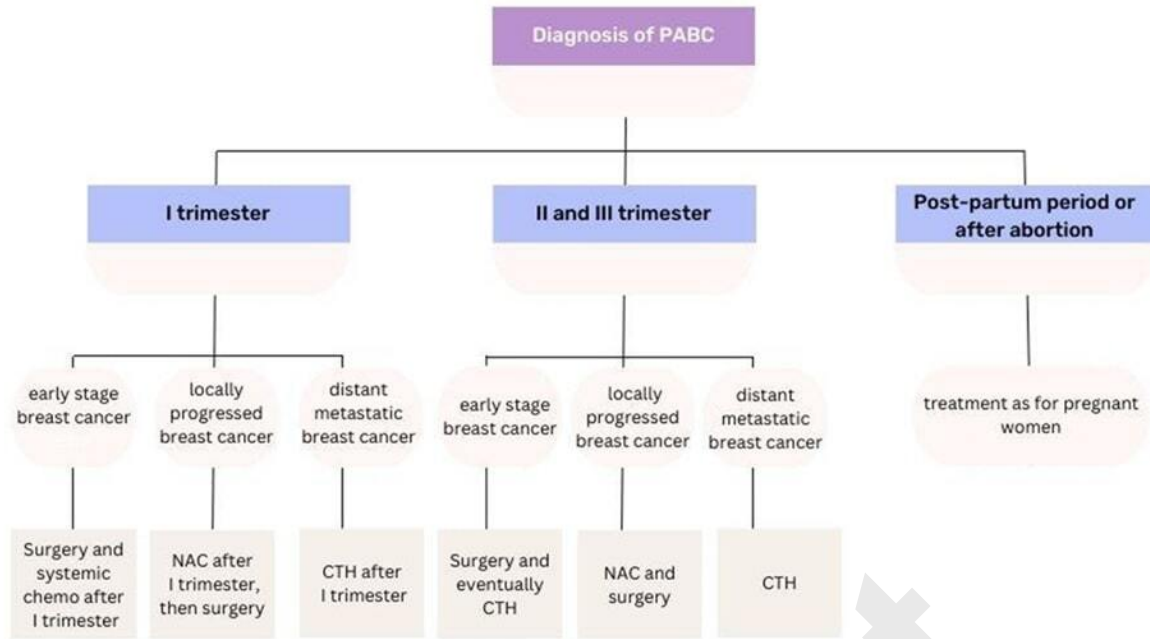 Diagnosis of PABC
I trimester
II and III trimester
Post-partum period or
after abortion
early stage
breast cancer
locally
progressed
breast cancer
distant
metastatic
breast cancer
early stage
breast cancer
locally
progressed
breast cancer
distant
metastatic
breast cancer
treatment as for pregnant
women
Surgery and
systemic
chemo after
I trimester
NAC after
I trimester,
then surgery
CTH after
I trimester
Surgery and
eventually
CTH
NAC and
surgery
CTH